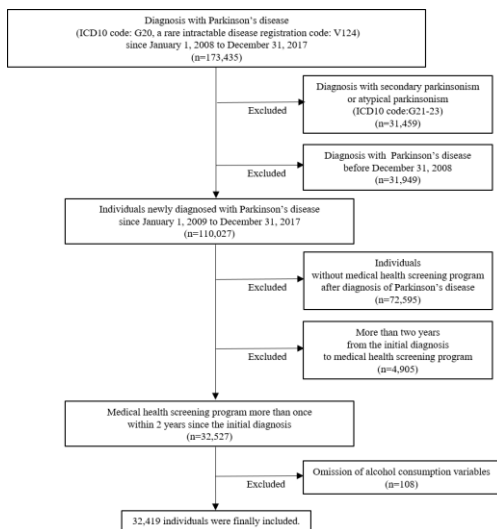 Diagnosis with Parkinson's disease
(ICD10 code: G20, a rare intractable disease registration code: V124)
since January 1, 2008 to December 31, 2017
(n=173,435)
Excluded
Diagnosis with secondary parkinsonism
or atypical parkinsonism
(ICD10 code:G21-23)
(n=31,459)
Excluded
Diagnosis with Parkinson's disease
before December 31, 2008
(n=31,949)
Individuals newly diagnosed with Parkinson's disease
since January 1, 2009 to December 31, 2017
(n=110,027)
Excluded
Individuals
without medical health screening program
after diagnosis of Parkinson's disease
(n=72,595)
Excluded
More than two years
from the initial diagnosis
to medical health screening program
(n=4,905)
Medical health screening program more than once
within 2 years since the initial diagnosis
(n=32,527)
Excluded
Omission of alcohol consumption variables
(n=108)
32,419 individuals were finally included.